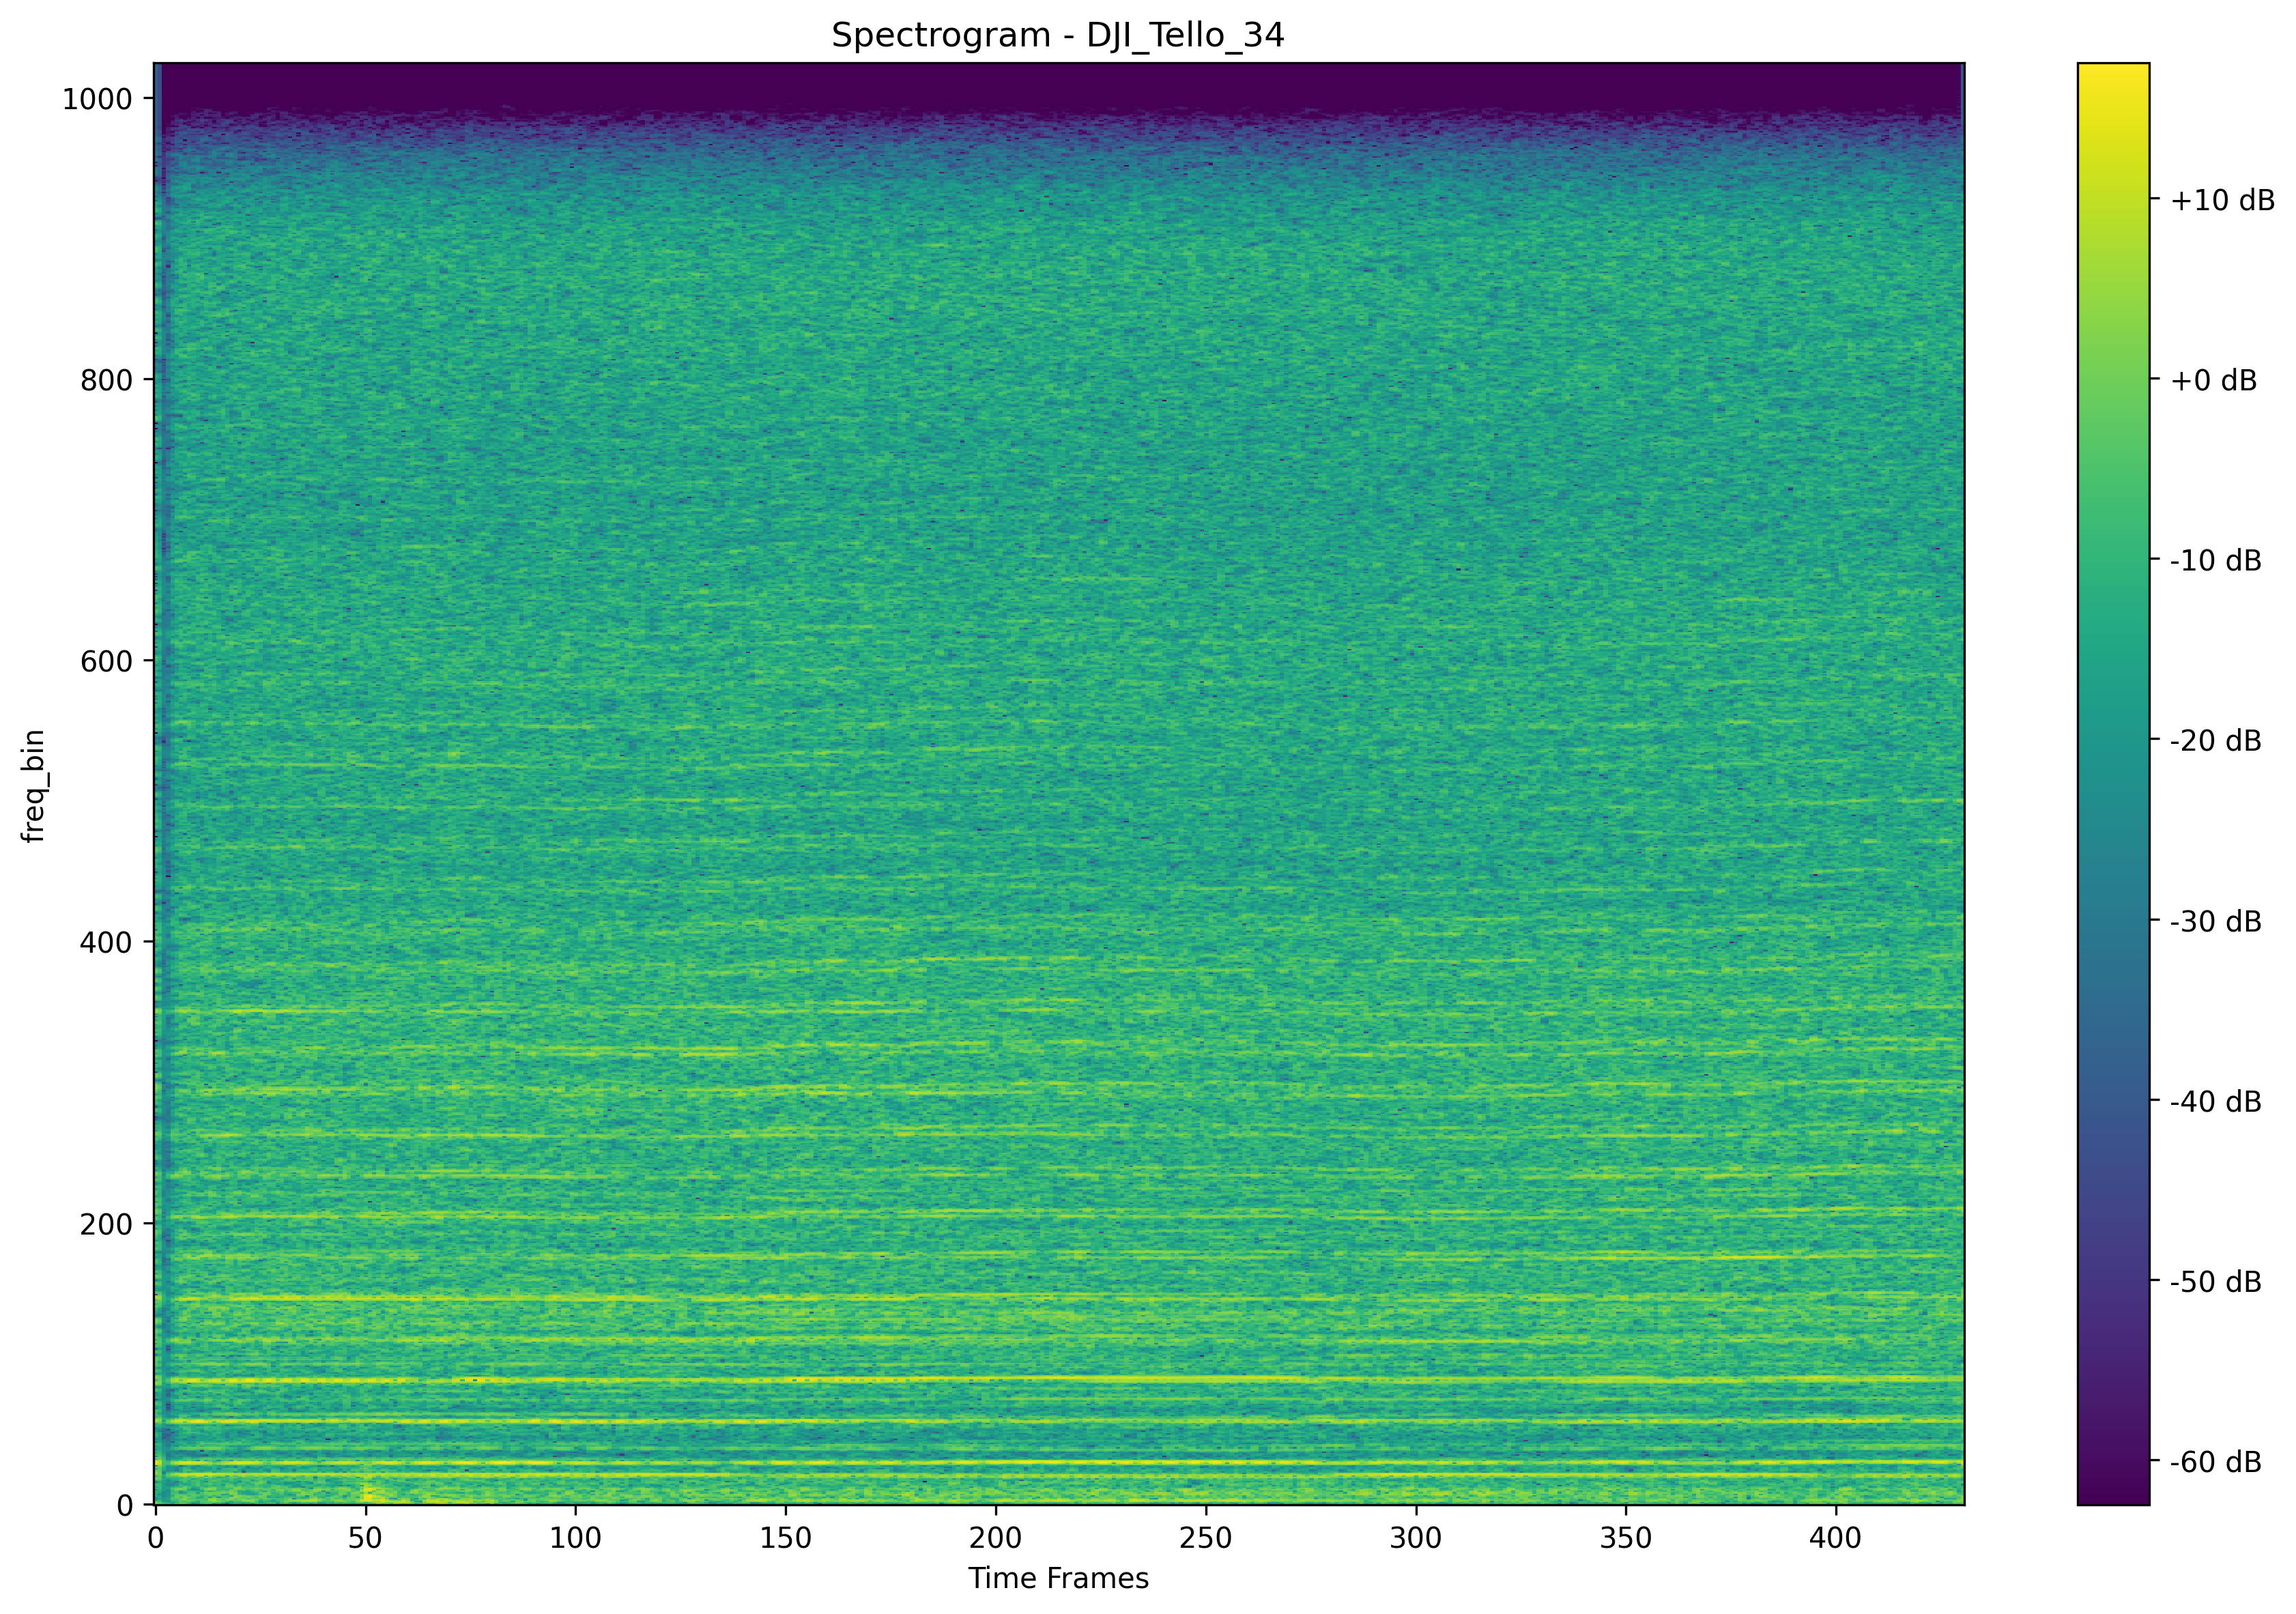 Spectrogram - DJI_Tello_34
1000
800
600
400
200
0
freq_bin
0
50
100
150
200
250
300
350
400
Time Frames
+10 dB
+0 dB
-10 dB
-20 dB
-30 dB
-40 dB
-50 dB
-60 dB